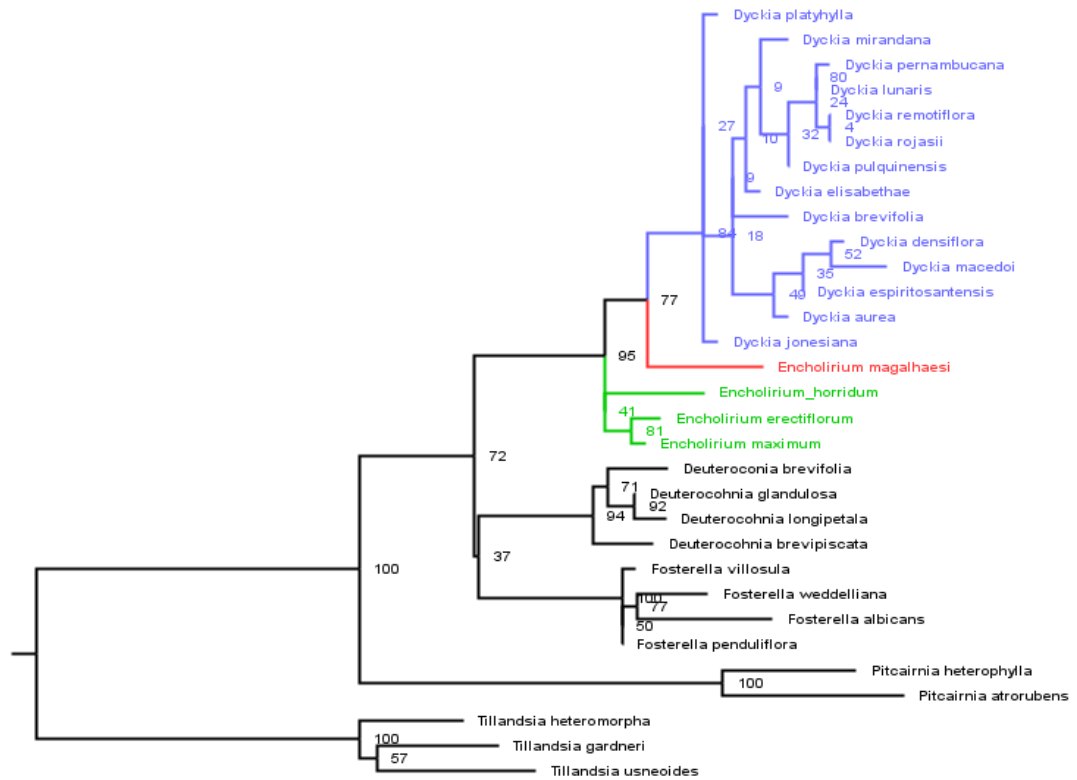 Dyckia platyhylla
Dyckia mirandana
Dyckia pernambucana
80
9
Dyckia lunaris
24
Dyckia remotiflora
27
4
32
10
Dyckia rojasii
Dyckia pulquinensis
9
Dyckia elisabethae
Dyckia brevifolia
84
18
Dyckia densiflora
52
Dyckia macedoi
35
49
Dyckia espiritosantensis
Dyckia aurea
77
Dyckia jonesiana
95
Encholirium magalhaesi
Encholirium_horridum
41
Encholirium erectiflorum
81
Encholirium maximum
72
Deuteroconia brevifolia
71
Deuterocohnia glandulosa
92
94
Deuterocohnia longipetala
Deuterocohnia brevipiscata
37
100
Fosterella villosula
Fosterella weddelliana
100
77
Fosterella albicans
50
Fosterella penduliflora
Pitcairnia heterophylla
100
Pitcairnia atrorubens
Tillandsia heteromorpha
100
Tillandsia gardneri
57
Tillandsia usneoides